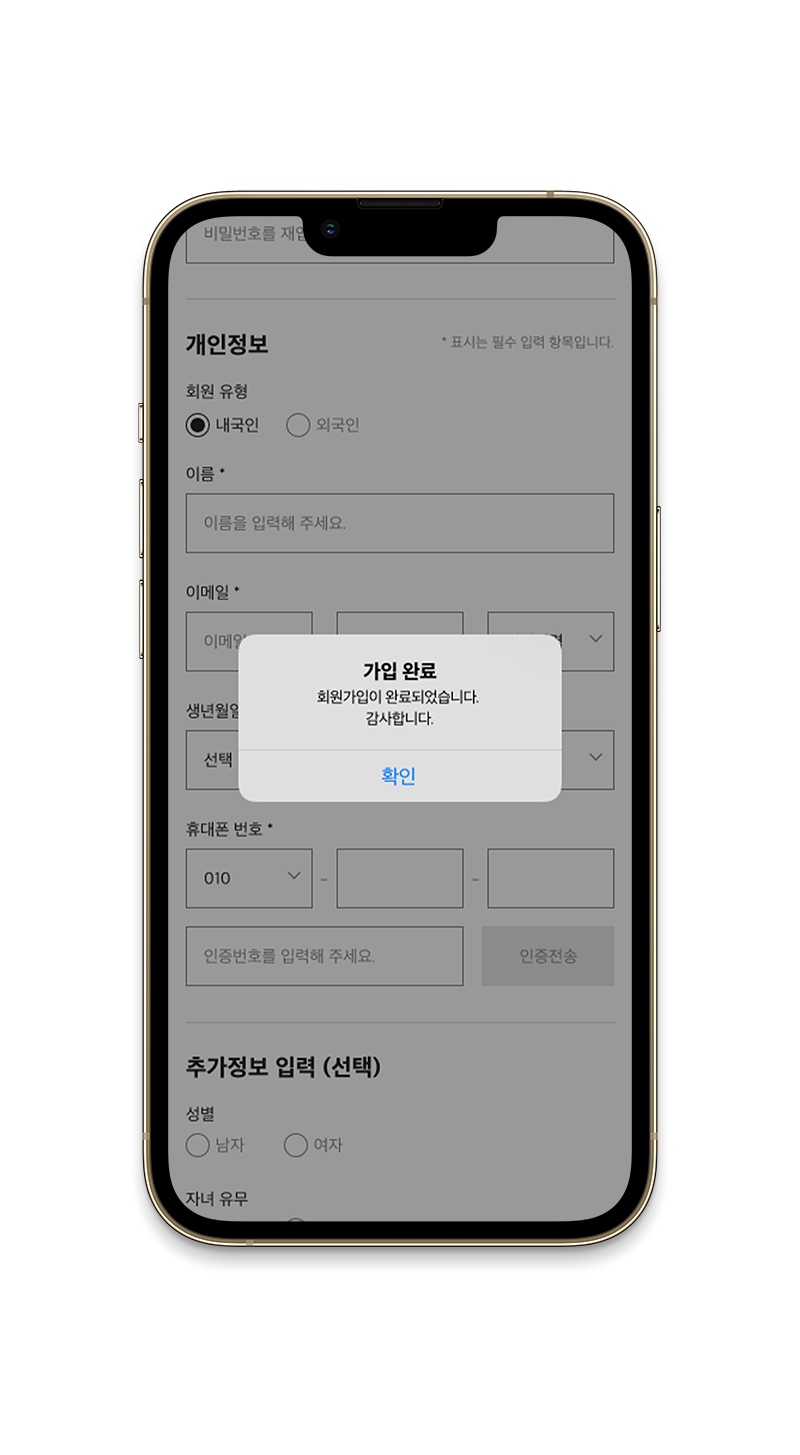 비밀번호를 재입
개인정보
* 표시는 필수 입력 항목입니다.
회원 유형
내국인 외국인
이름 *
이름을 입력해 주세요.
이메일 *
이메일
생년월일
선택
가입 완료
회원가입이 완료되었습니다.
감사합니다.
확인
휴대폰 번호 *
010 - -
인증번호를 입력해 주세요. 인증전송
추가정보 입력 (선택)
성별
남자 여자
자녀 유무